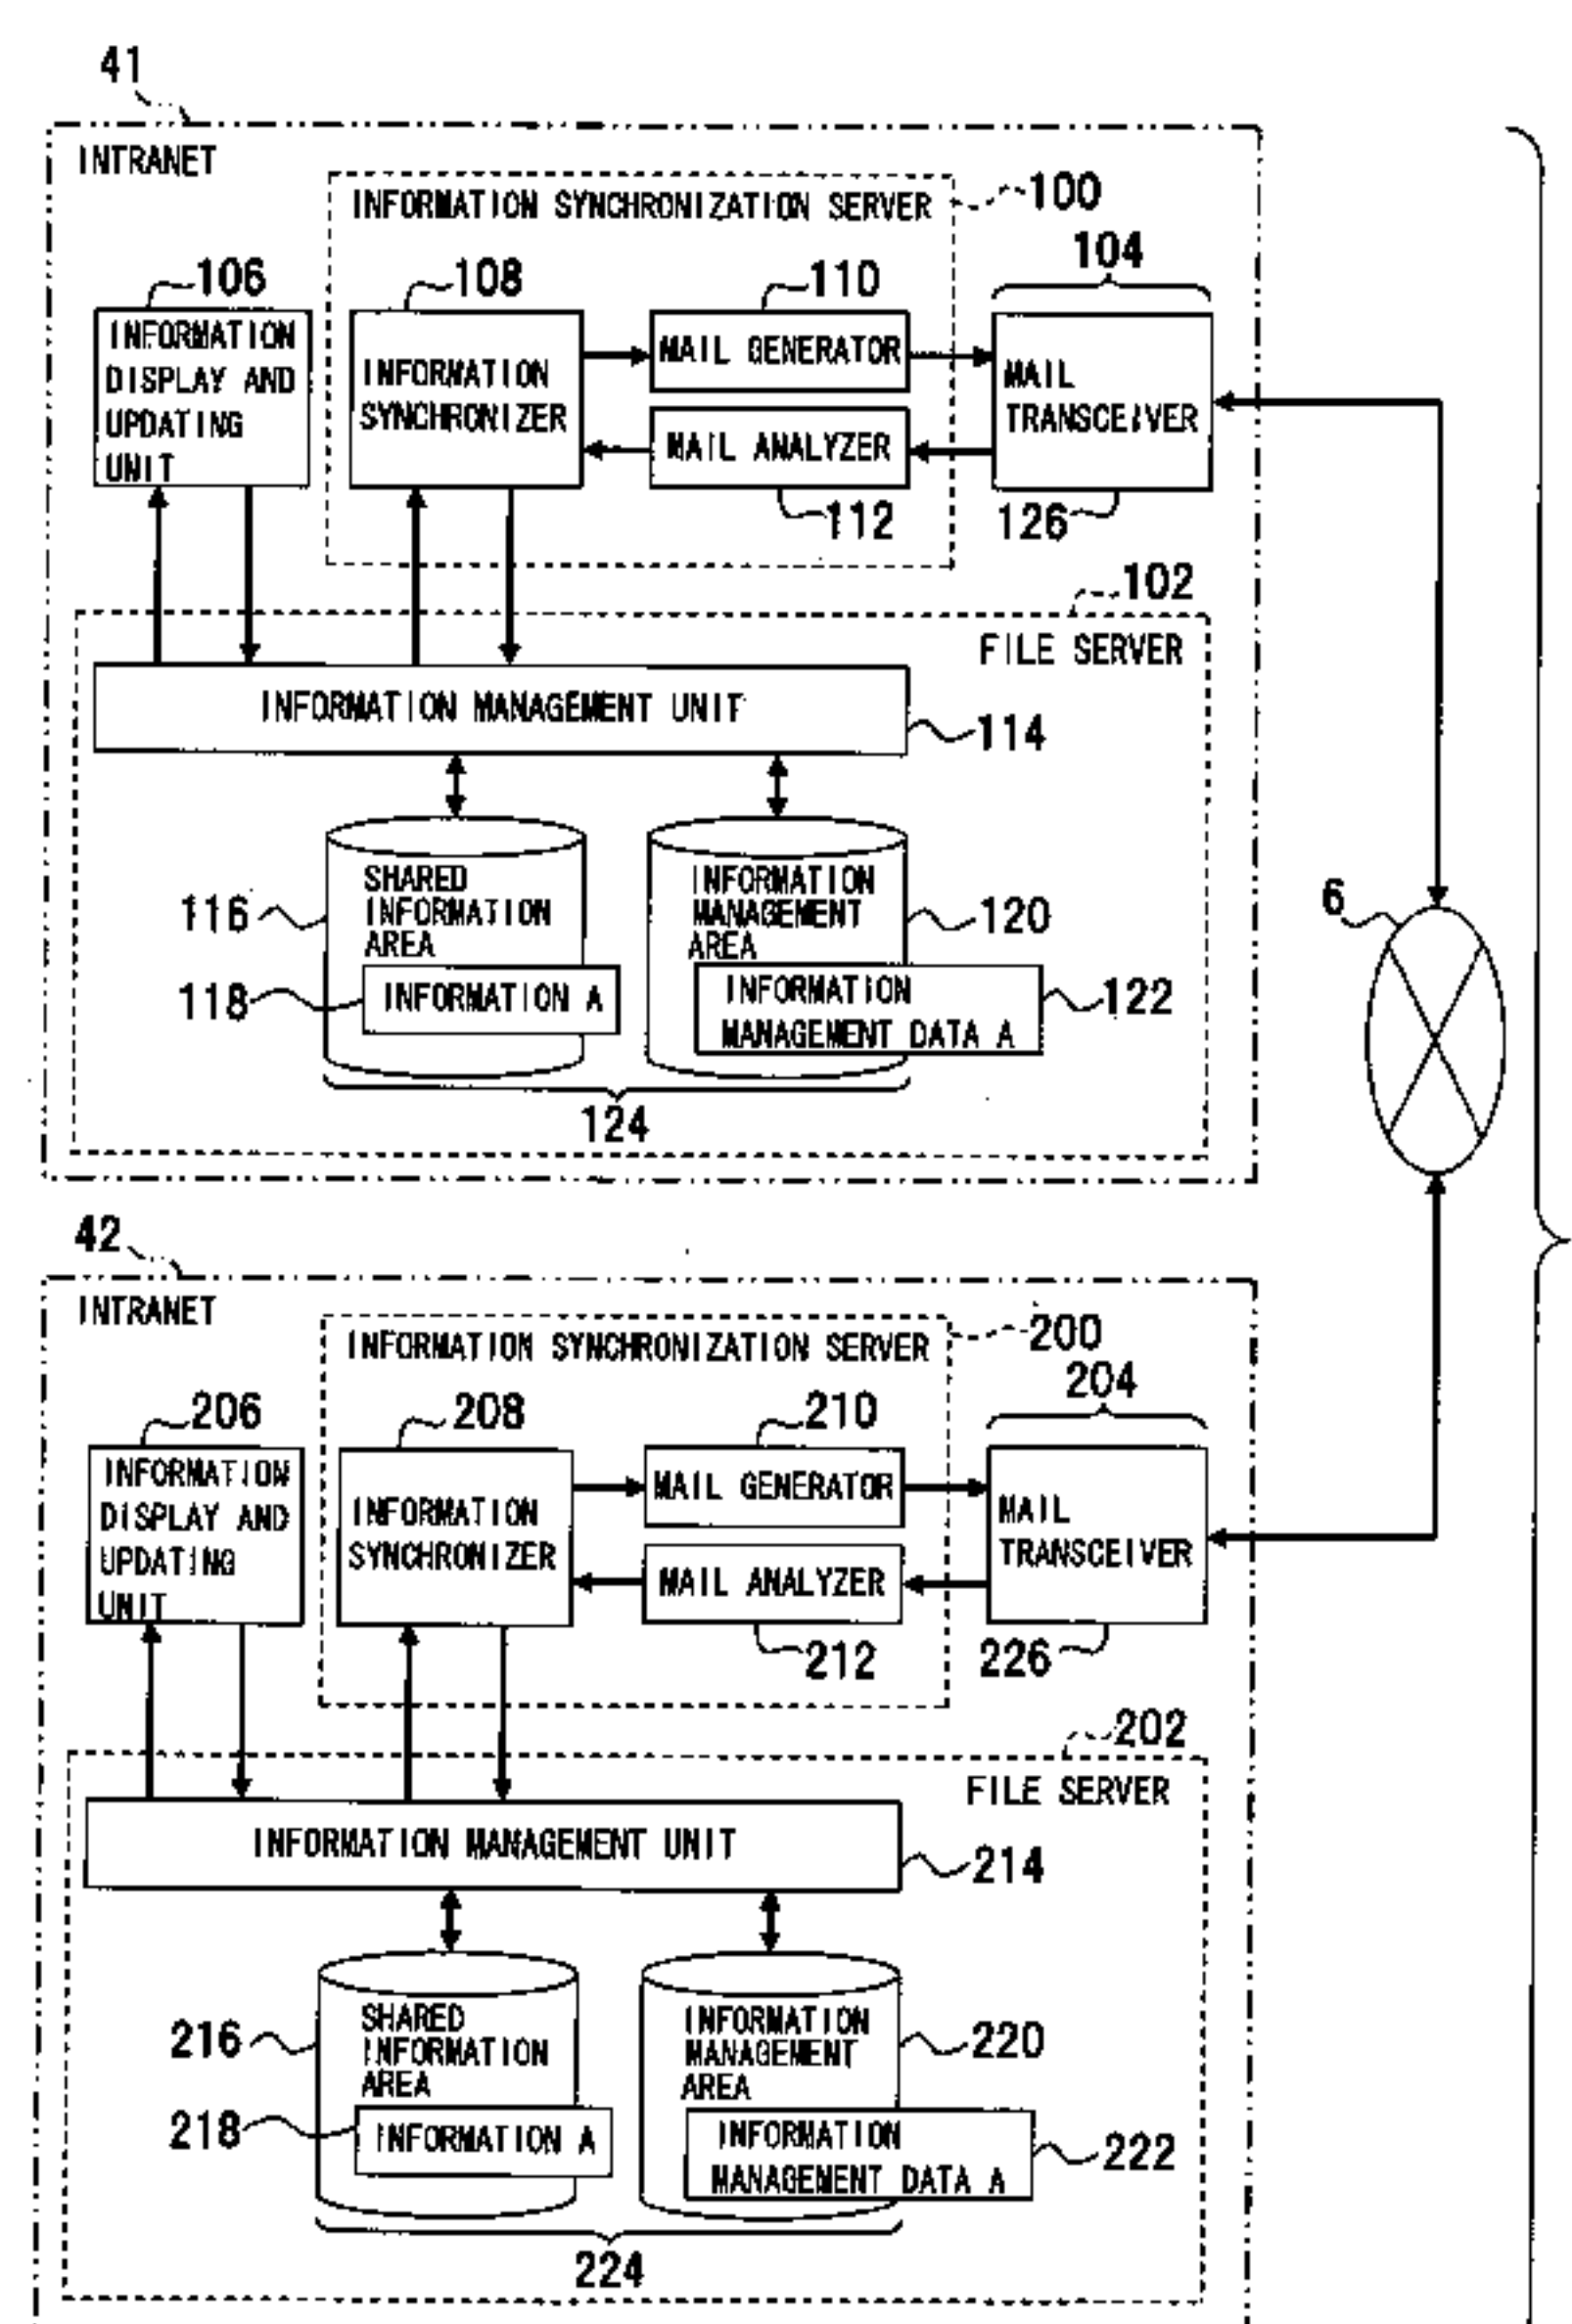 41
INTRANET
INFORMATION SYNCHRONIZATION SERVER
100
104
106
108
110
INFORMATION
DISPLAY AND
UPDATING
UNIT
INFORMATION
SYNCHRONIZER
MAIL GENERATOR
MAIL ANALYZER
MAIL
TRANSCEIVER
112
126
102
FILE SERVER
INFORMATION MANAGEMENT UNIT
114
116
SHARED
INFORMATION
AREA
INFORMATION
MANAGEMENT
AREA
120
6
118
INFORMATION A
INFORMATION
MANAGEMENT DATA A
122
124
42
INTRANET
INFORMATION SYNCHRONIZATION SERVER
200
204
206
208
210
INFORMATION
DISPLAY AND
UPDATING
UNIT
INFORMATION
SYNCHRONIZER
MAIL GENERATOR
MAIL ANALYZER
MAIL
TRANSCEIVER
212
226
202
FILE SERVER
INFORMATION MANAGEMENT UNIT
214
216
SHARED
INFORMATION
AREA
INFORMATION
MANAGEMENT
AREA
220
218
INFORMATION A
INFORMATION
MANAGEMENT DATA A
222
224